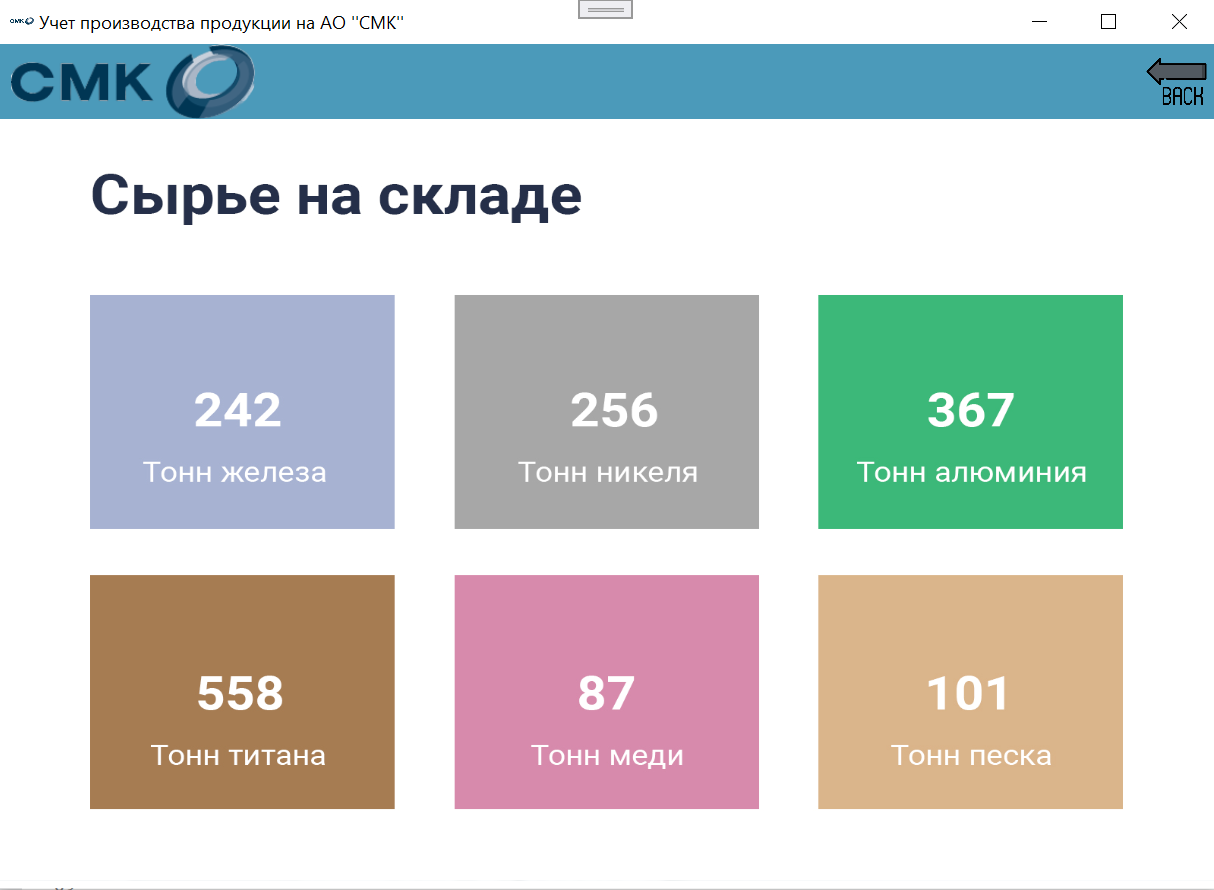 СМК Учет производства продукции на АО "СМК"
СМК
BACK
Сырье на складе
242
Тонн железа
256
Тонн никеля
367
Тонн алюминия
558
Тонн титана
87
Тонн меди
101
Тонн песка